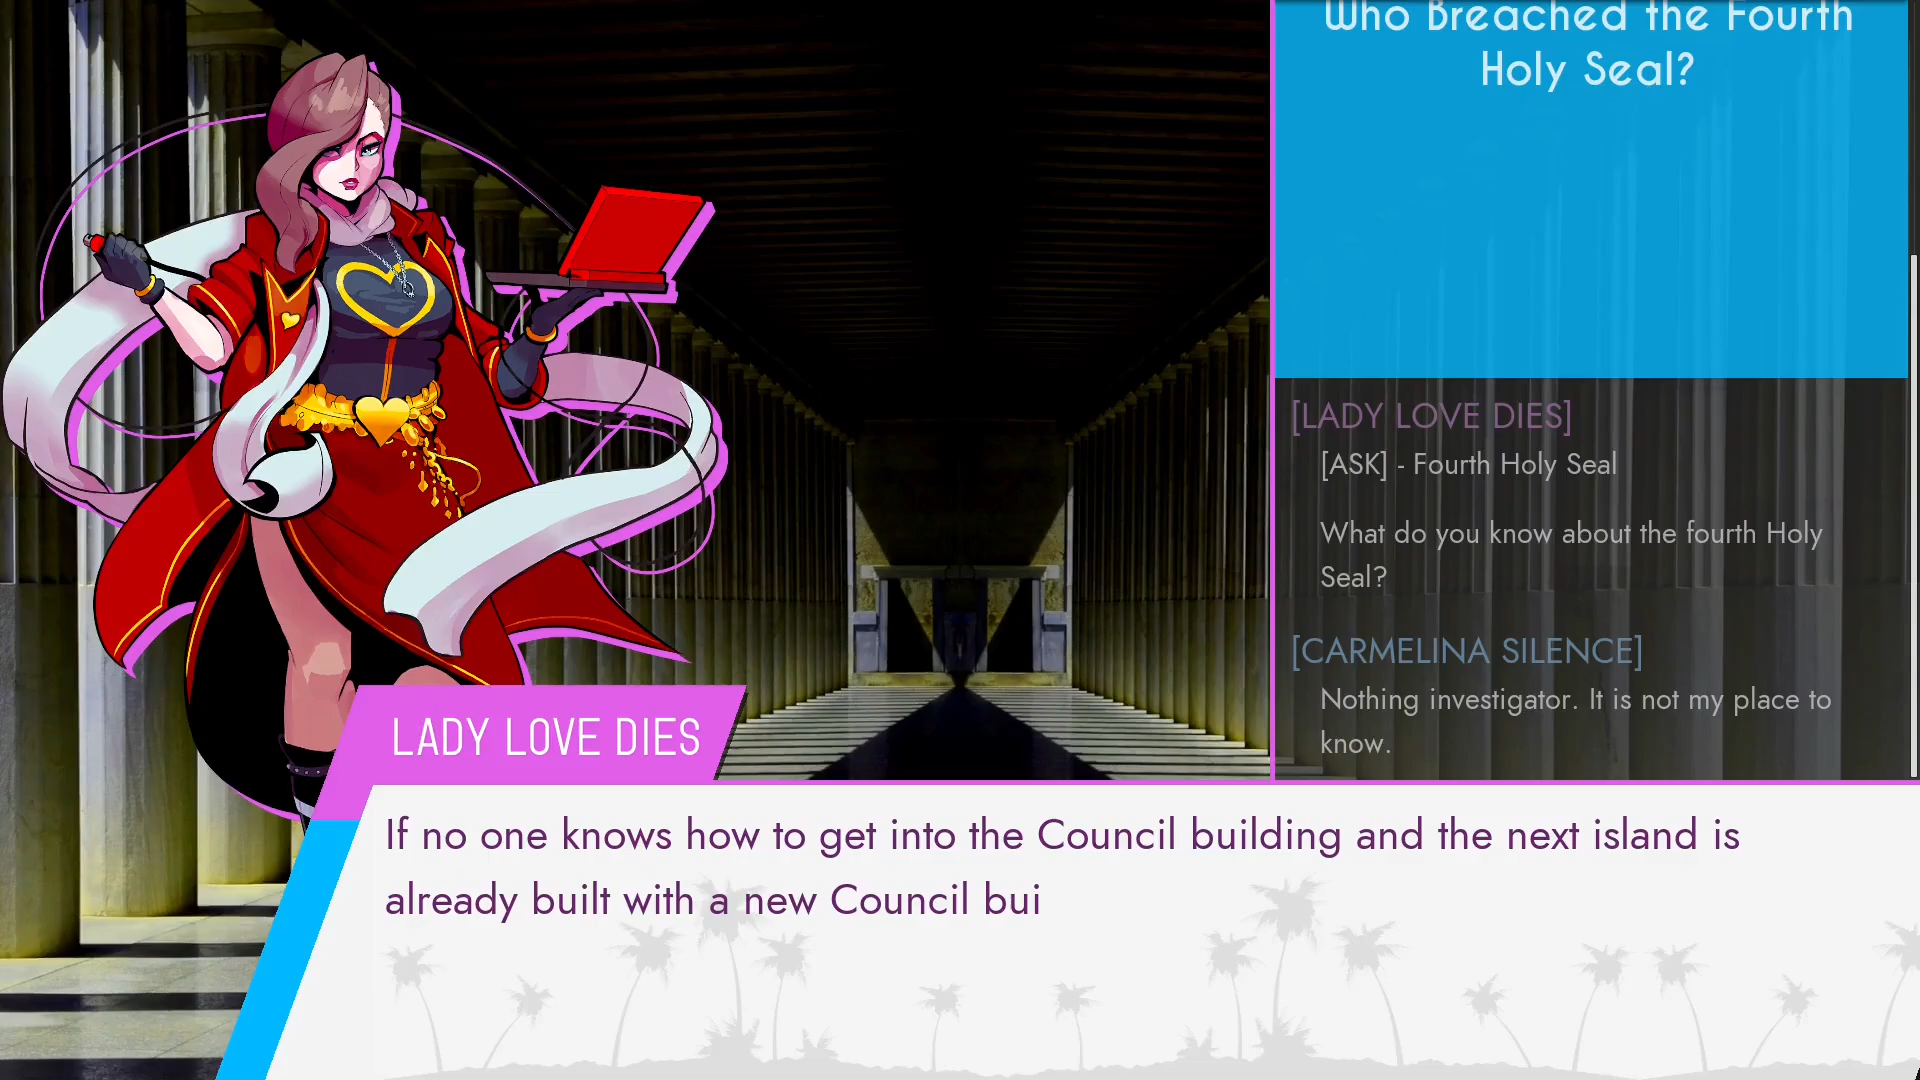 Who Breached the Fourth
Holy Seal?
[LADY LOVE DIES]
[ASK] - Fourth Holy Seal
What do you know about the fourth Holy
Seal?
[CARMELINA SILENCE]
Nothing investigator. It is not my place to
know.
LADY LOVE DIES
If no one knows how to get into the Council building and the next island is
already built with a new Council bui